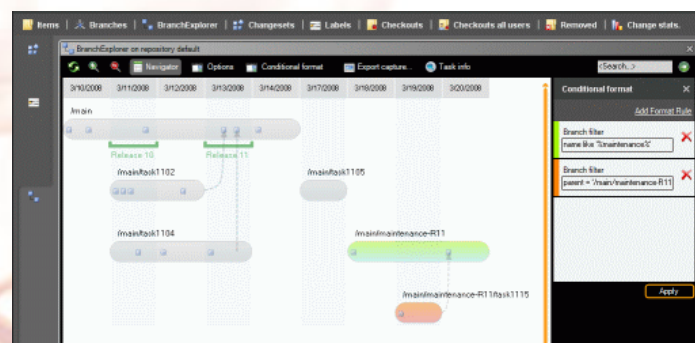 Items | Branches | BranchExplorer | Changesets | Labels | Checkouts | Checkouts all users | Removed | Change stats.
BranchExplorer on repository default
Navigator Options Conditional format Export capture... Task info <Search...>
3/10/2008 3/11/2008 3/12/2008 3/13/2008 3/14/2008 3/17/2008 3/18/2008 3/19/2008 3/20/2008
Conditional format
Add Format Rule
/main
Branch filter
name like '%maintenance%'
Release 10 Release 11
/main/task1102 /main/task1105
Branch filter
parent = '/main/maintenance-R11
/main/task1104 /main/maintenance-R11
/main/maintenance-R11/task1115
Apply